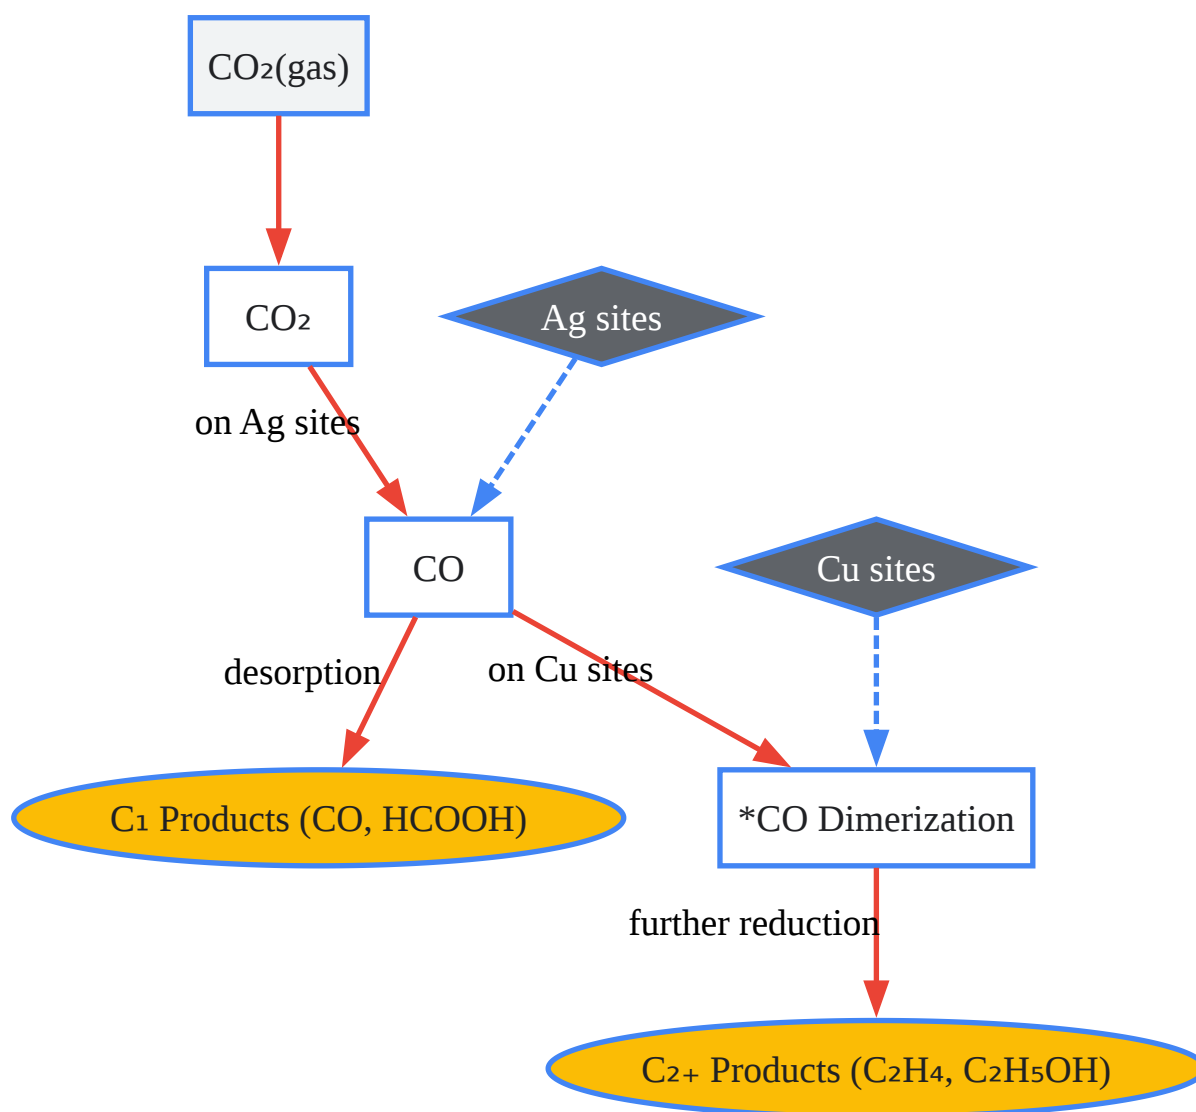 CO₂(gas)
CO₂
Ag sites
on Ag sites
CO
Cu sites
desorption
on Cu sites
C₁ Products (CO, HCOOH)
*CO Dimerization
further reduction
C₂₊ Products (C₂H₄, C₂H₅OH)